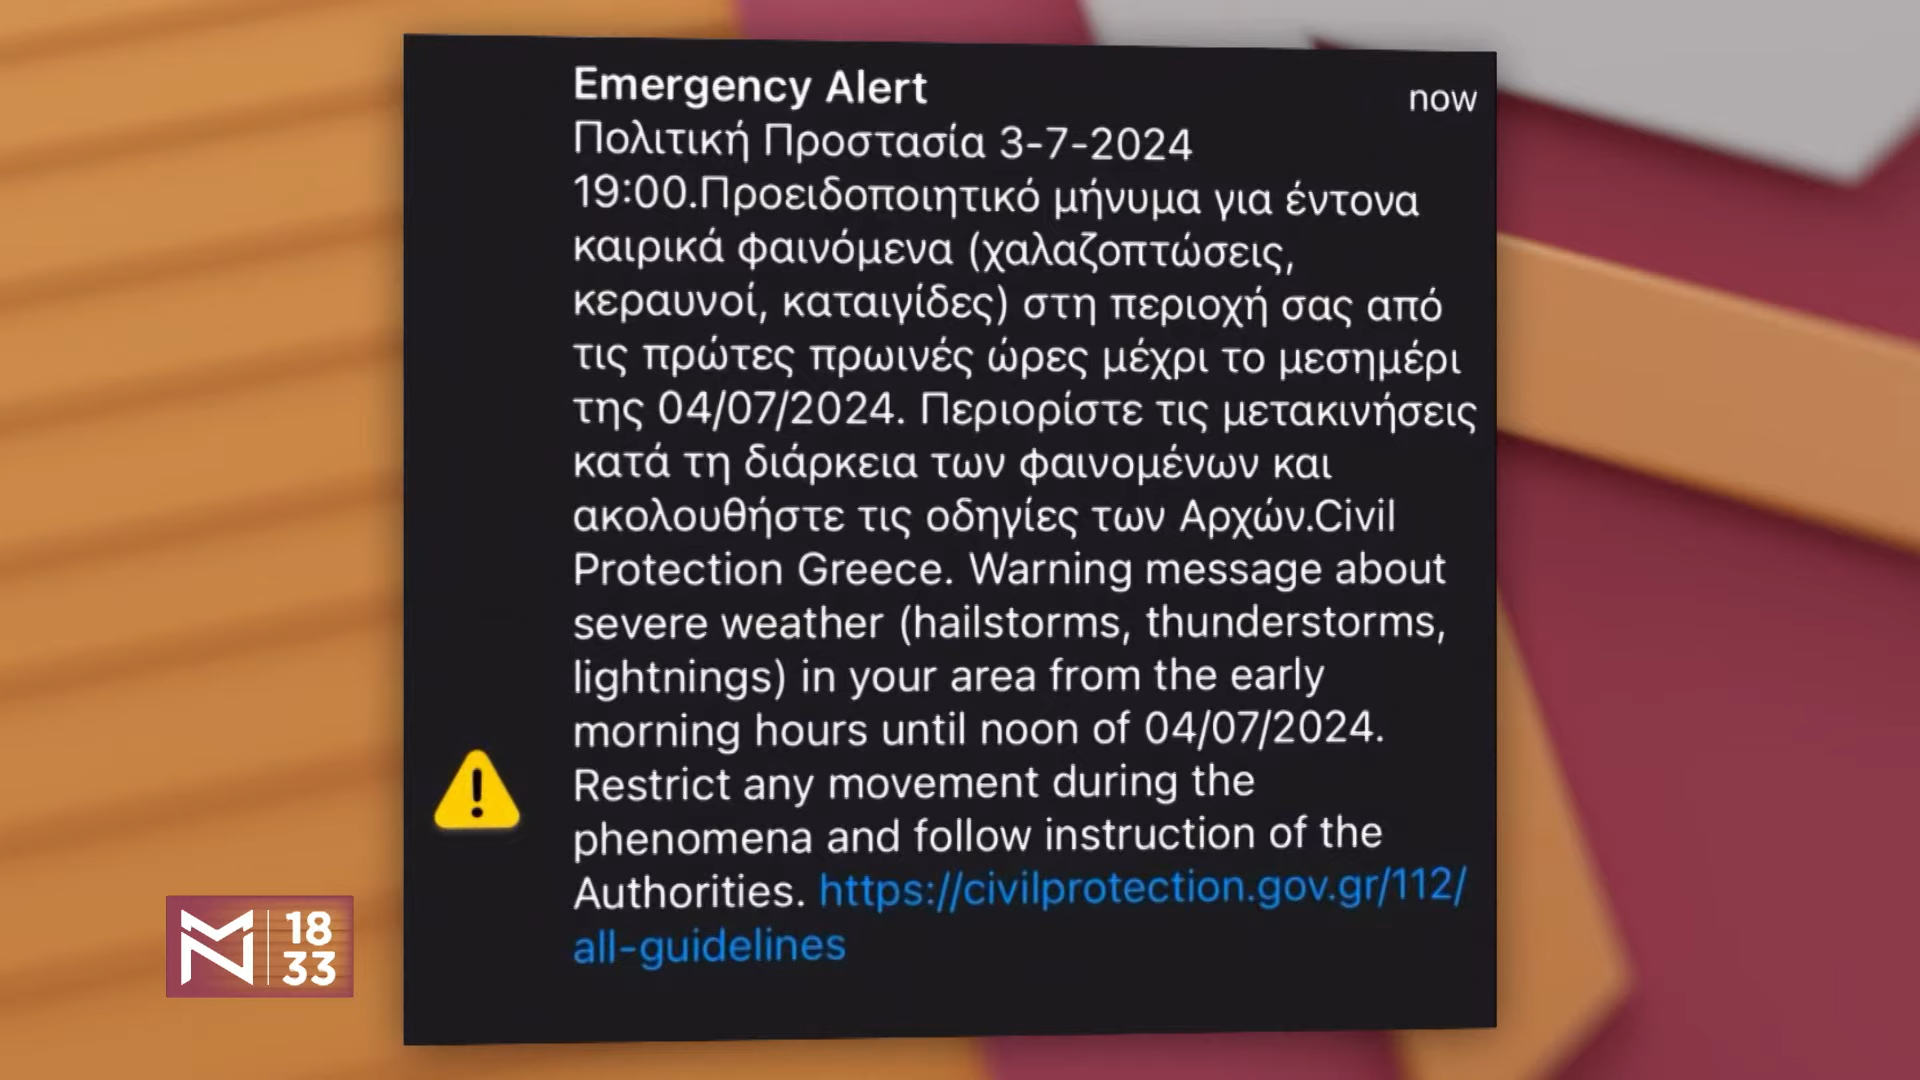 Emergency Alert
now
Πολιτική Προστασία 3-7-2024
19:00.Προειδοποιητικό μήνυμα για έντονα
καιρικά φαινόμενα (χαλαζοπτώσεις,
κεραυνοί, καταιγίδες) στη περιοχή σας από
τις πρώτες πρωινές ώρες μέχρι το μεσημέρι
της 04/07/2024. Περιορίστε τις μετακινήσεις
κατά τη διάρκεια των φαινομένων και
ακολουθήστε τις οδηγίες των Αρχών.Civil
Protection Greece. Warning message about
severe weather (hailstorms, thunderstorms,
lightnings) in your area from the early
morning hours until noon of 04/07/2024.
Restrict any movement during the
phenomena and follow instruction of the
Authorities. https://civilprotection.gov.gr/112/
all-guidelines
18
33